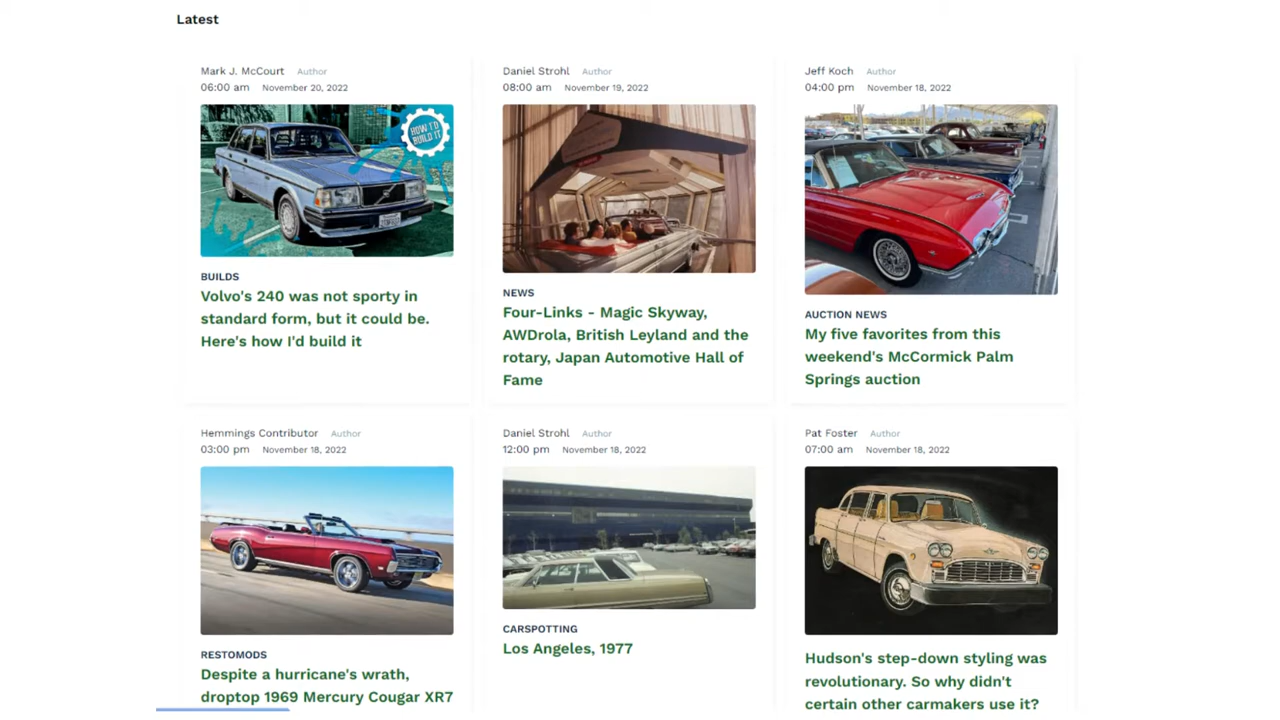 Latest
Mark J. McCourt Author
06:00 am November 20, 2022
HOW TO
BUILD IT
BUILDS
Volvo's 240 was not sporty in
standard form, but it could be.
Here's how I'd build it
Daniel Strohl Author
08:00 am November 19, 2022
NEWS
Four-Links - Magic Skyway,
AWDrola, British Leyland and the
rotary, Japan Automotive Hall of
Fame
Jeff Koch Author
04:00 pm November 18, 2022
AUCTION NEWS
My five favorites from this
weekend's McCormick Palm
Springs auction
Hemmings Contributor Author
03:00 pm November 18, 2022
RESTOMODS
Despite a hurricane's wrath,
droptop 1969 Mercury Cougar XR7
Daniel Strohl Author
12:00 pm November 18, 2022
CARSPOTTING
Los Angeles, 1977
Pat Foster Author
07:00 am November 18, 2022
Hudson's step-down styling was
revolutionary. So why didn't
certain other carmakers use it?